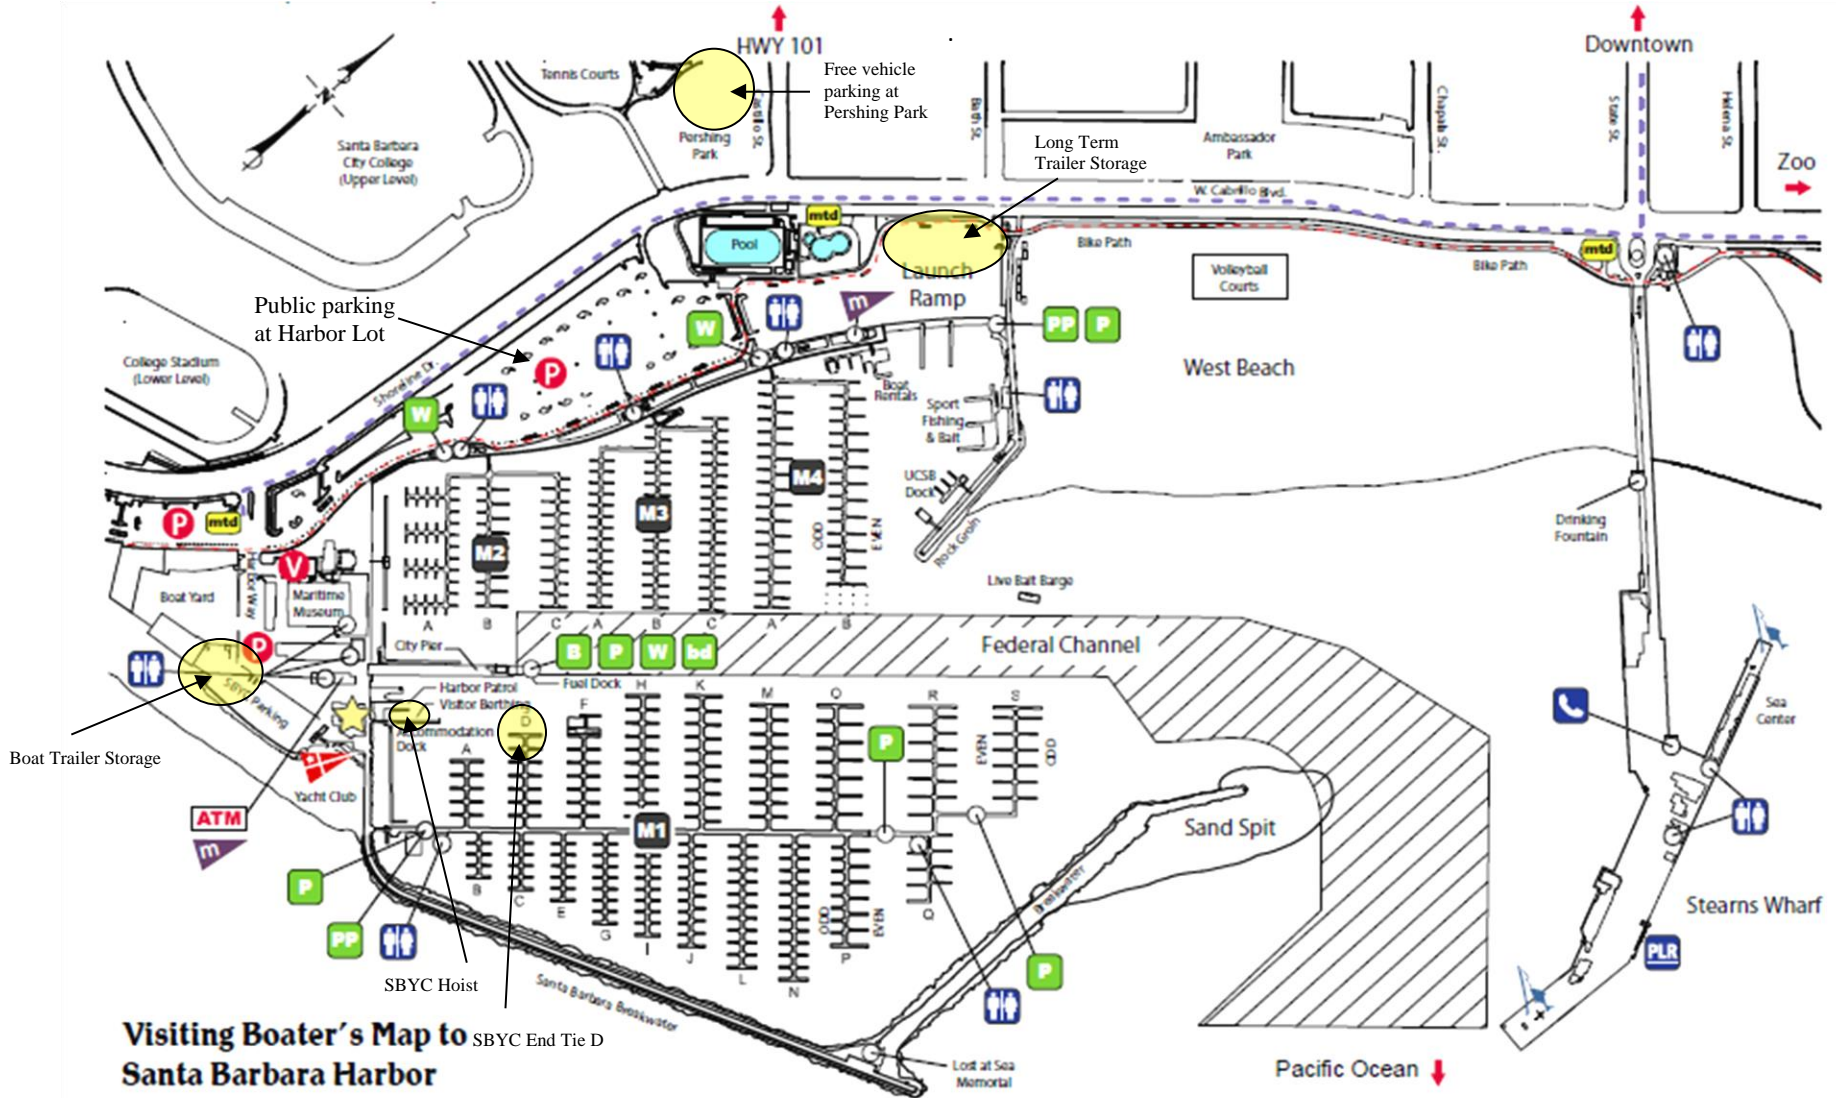 HWY 101
Downtown
Tennis Courts
Free vehicle
parking at
Pershing Park
Castillo St.
Bath St.
Chapala St.
State St.
Helena St.
N
Santa Barbara
City College
(Upper Level)
Pershing
Park
Long Term
Trailer Storage
Ambassador
Park
Zoo
W. Cabrillo Blvd.
mtd
Pool
Bike Path
mtd
Bike Path
Volleyball
Courts
Launch
Ramp
Public parking
at Harbor Lot
m
W
PP
P
College Stadium
(Lower Level)
Shoreline Dr.
P
West Beach
Boat
Rentals
Sport
Fishing
& Bait
W
M4
UCSB
Dock
M3
ODD
EVEN
Rock Groin
Drinking
Fountain
P
mtd
M2
V
Harbor Way
Boat Yard
Maritime
Museum
Live Bait Barge
A
B
C
A
B
C
A
B
City Pier
P
B
P
W
bd
Federal Channel
SBYC Parking
Fuel Dock
Harbor Patrol
Visitor Berthing
Accommodation
Dock
H
K
M
O
R
S
D
F
A
P
EVEN
ODD
Sea
Center
Boat Trailer Storage
Yacht Club
ATM
m
M1
Sand Spit
P
B
C
E
G
I
J
L
N
ODD
P
EVEN
Q
Breakwater
Stearns Wharf
PP
PLR
P
SBYC Hoist
Santa Barbara Breakwater
Visiting Boater's Map to
Santa Barbara Harbor
SBYC End Tie D
Lost at Sea
Memorial
Pacific Ocean